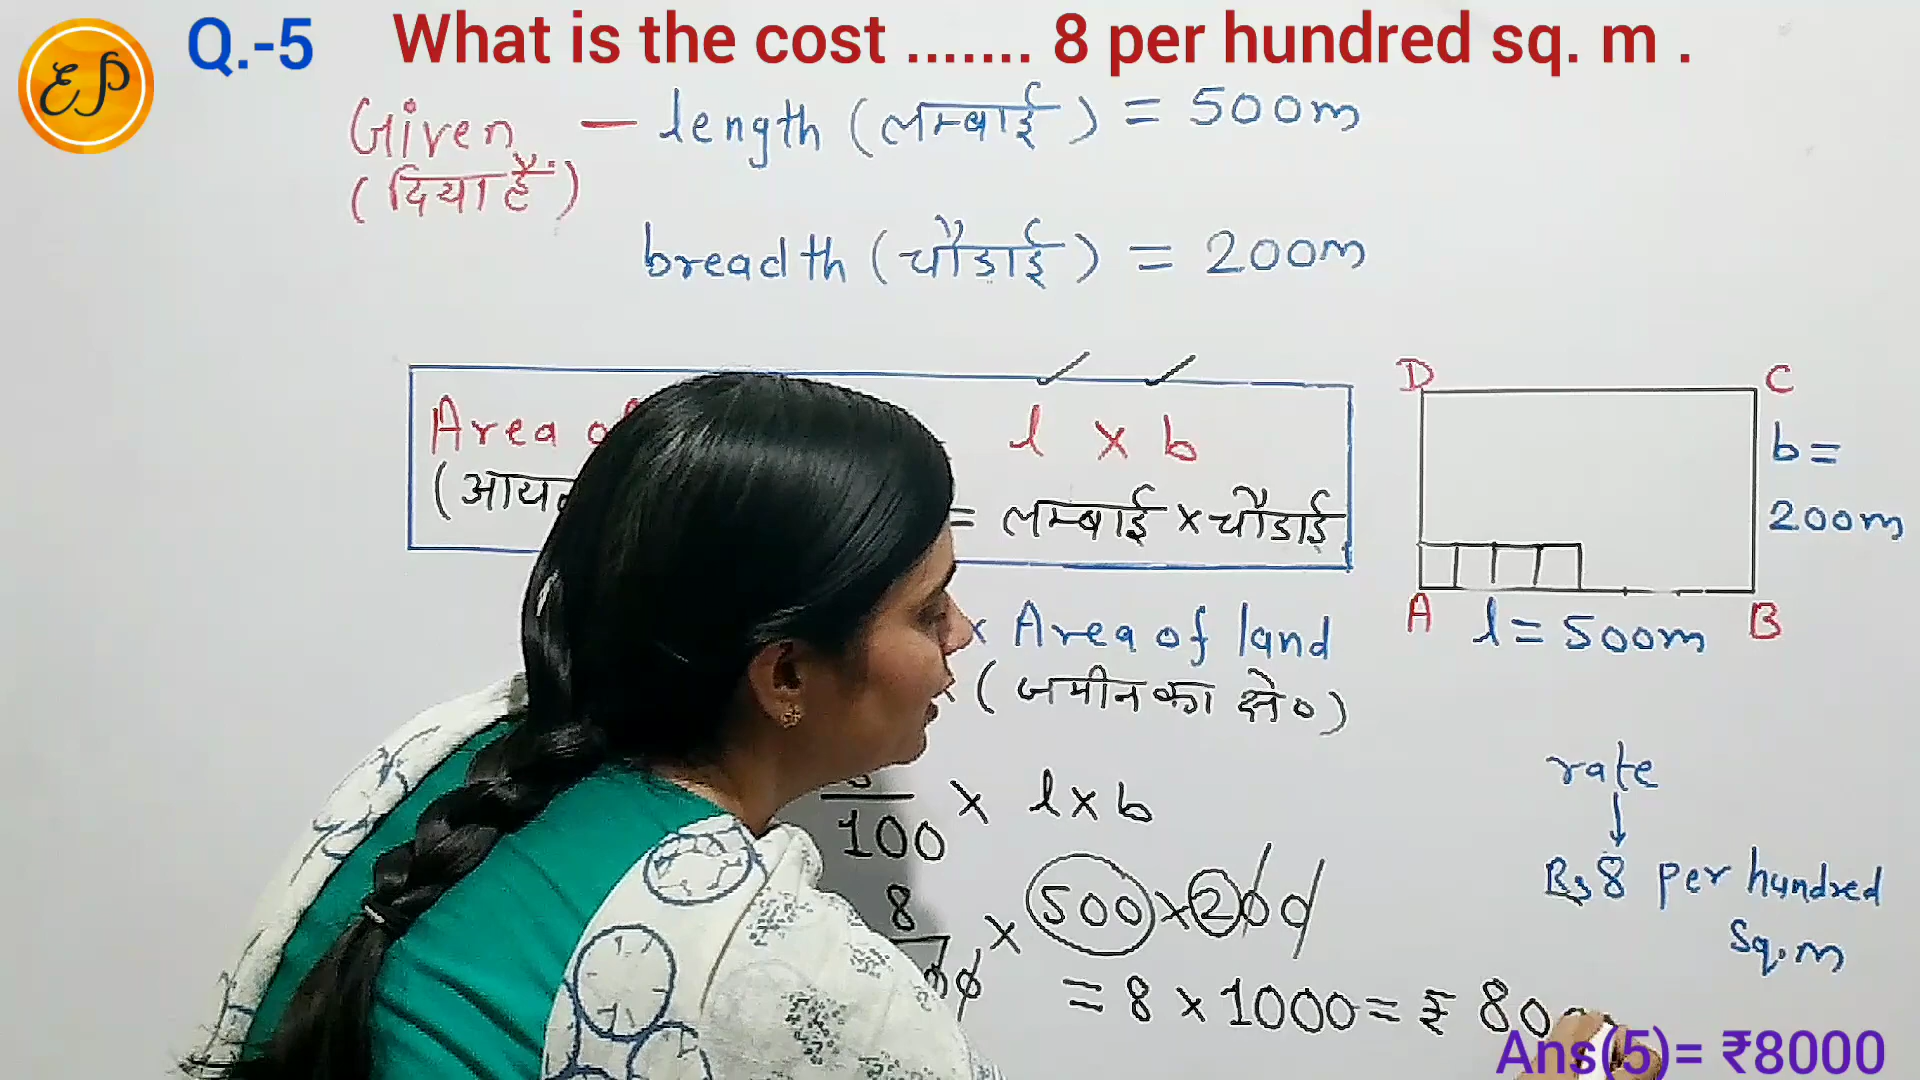 EP
Q.-5 What is the cost ....... 8 per hundred sq. m .
Given — length (लम्बाई) = 500m
(दिया है)
breadth (चौडाई) = 200m
Area = l × b
(आय = लम्बाई × चौडाई
D C
b =
200m
A l = 500m B
× Area of land
× (जमीन का क्षे०)
100 × l × b
rate
↓
Rs 8 per hundred
Sq.m
8 × 500 × 200
= 8 × 1000 = ₹ 80
Ans(5)= ₹8000